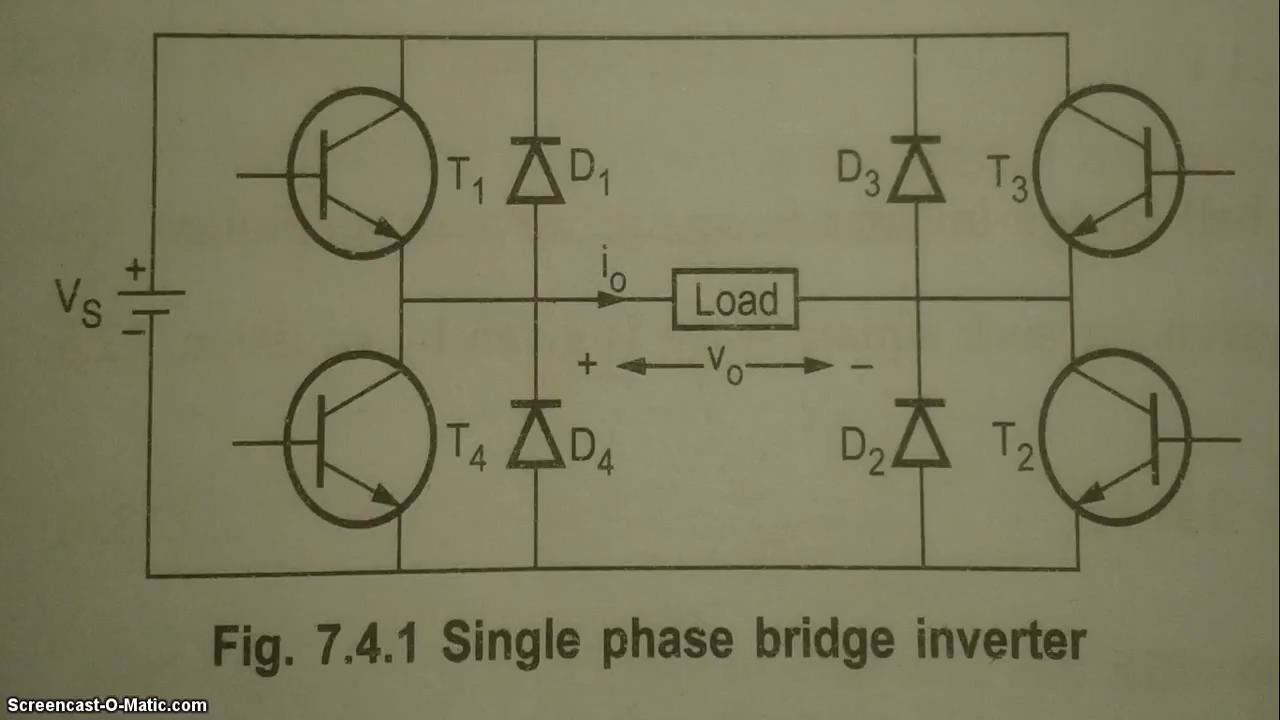 T1 D1 D3 T3
+
VS
−
io
Load
+ vo −
T4 D4 D2 T2
Fig. 7.4.1 Single phase bridge inverter
Screencast-O-Matic.com